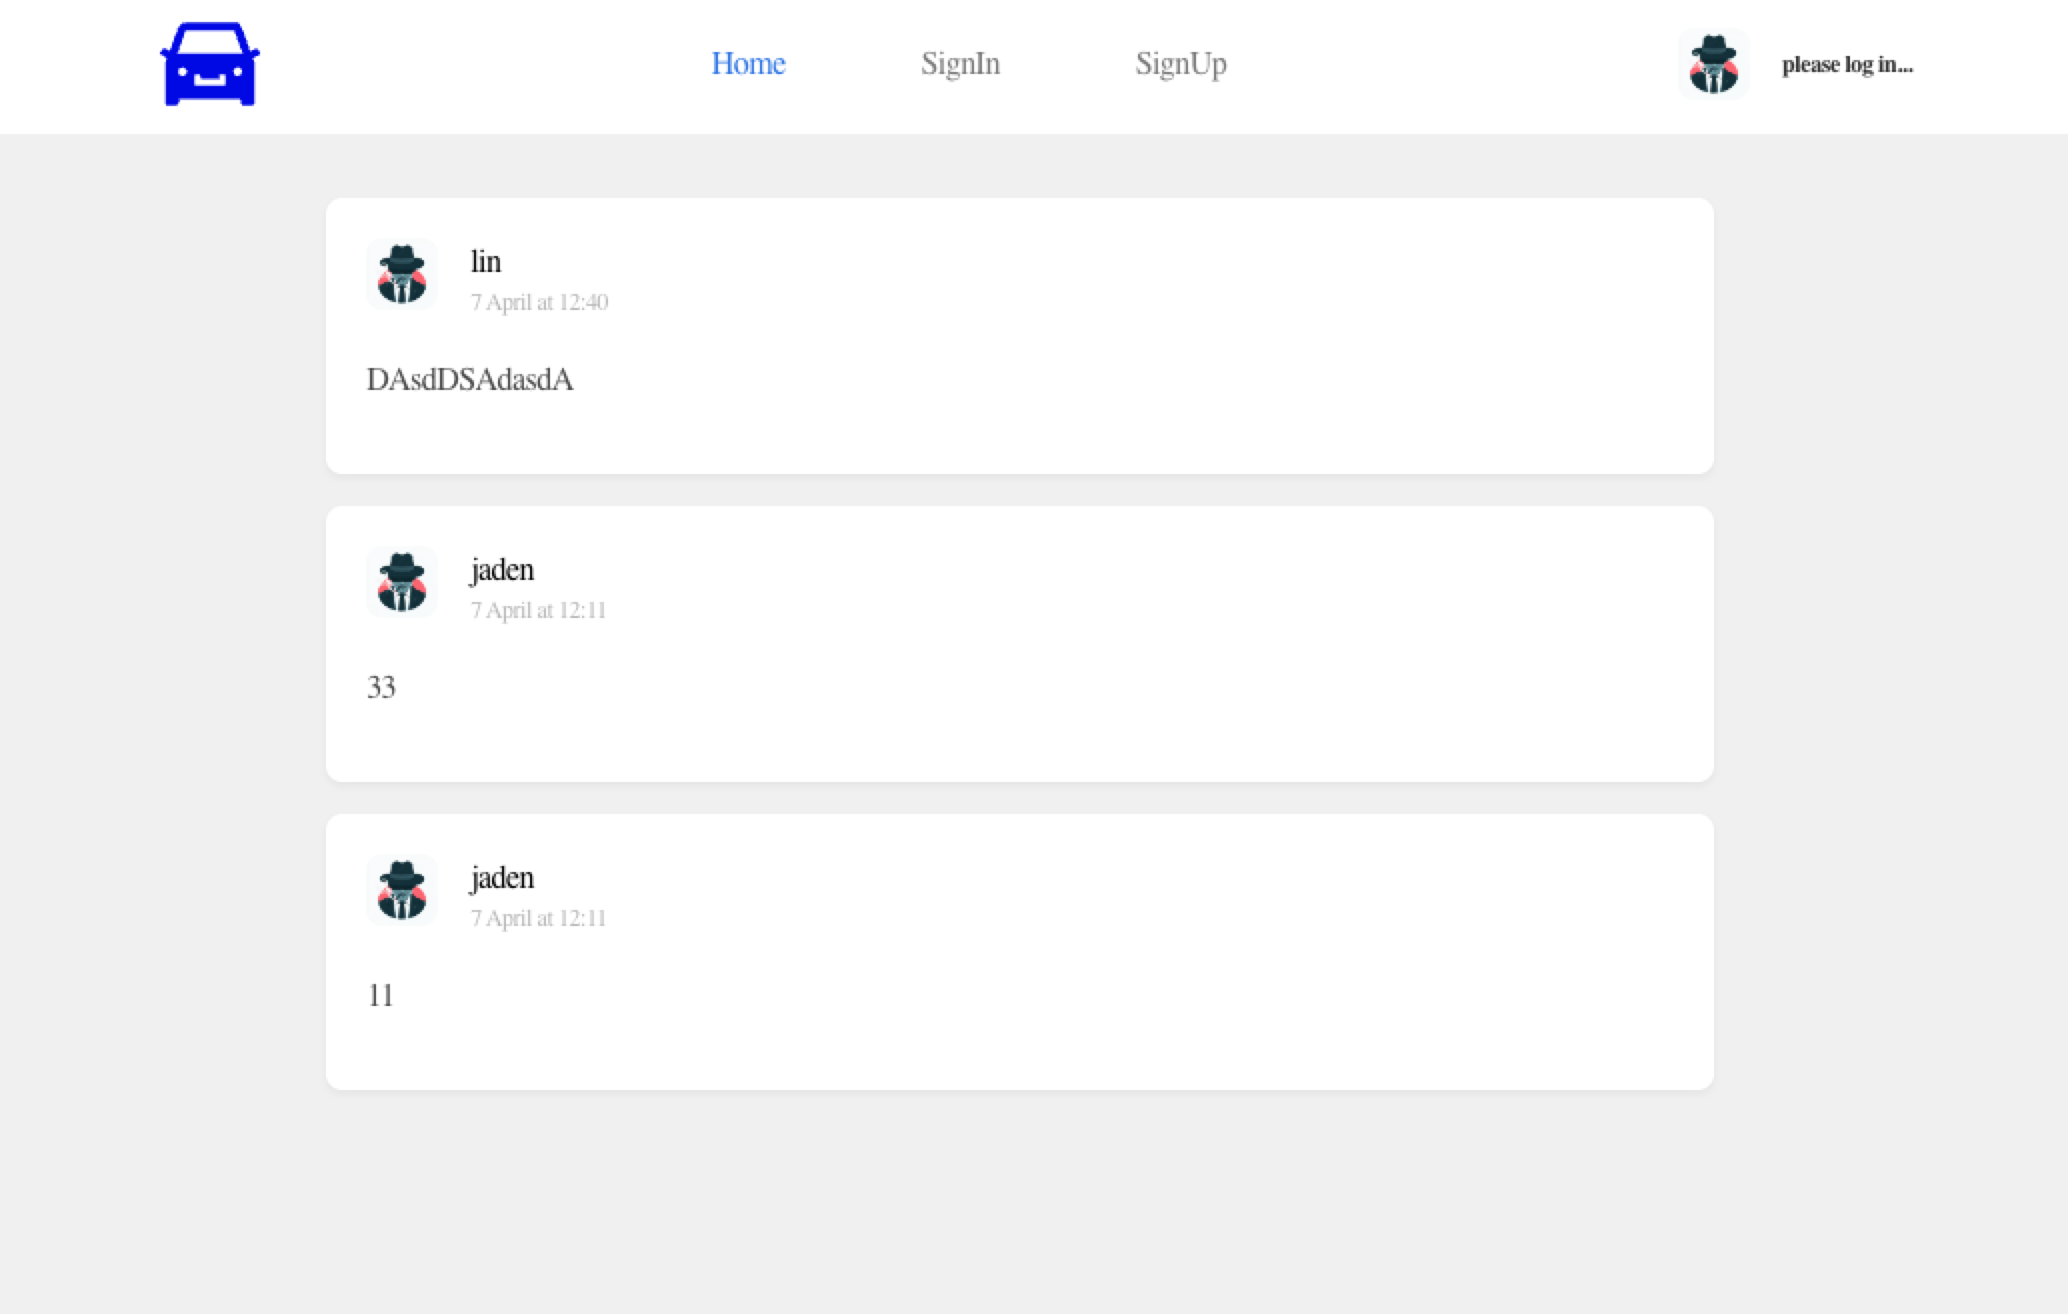 Home SignIn SignUp please log in...
lin
7 April at 12:40
DAsdDSAdasdA
jaden
7 April at 12:11
33
jaden
7 April at 12:11
11